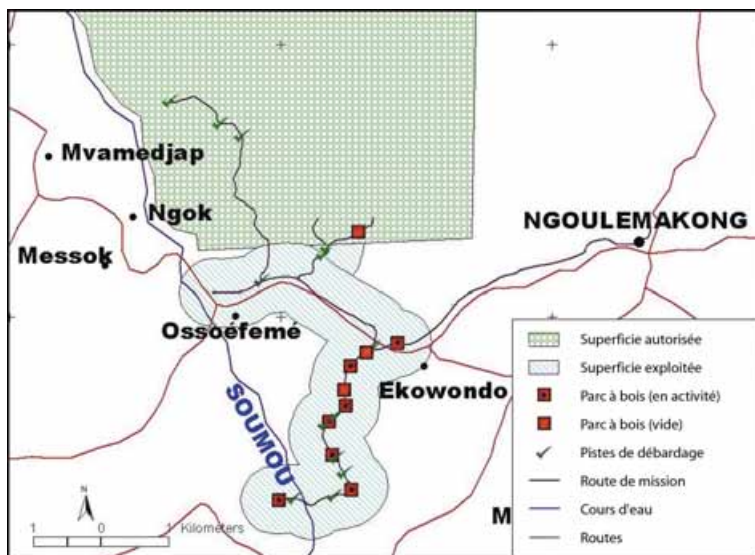 Mvamedjap
Ngok
NGOULEMAKONG
Messok
Ossoéfemé
Ekowondo
SOUMOU
M
N
1 0 1 Kilometers
Superficie autorisée
Superficie exploitée
Parc à bois (en activité)
Parc à bois (vide)
Pistes de débardage
Route de mission
Cours d'eau
Routes